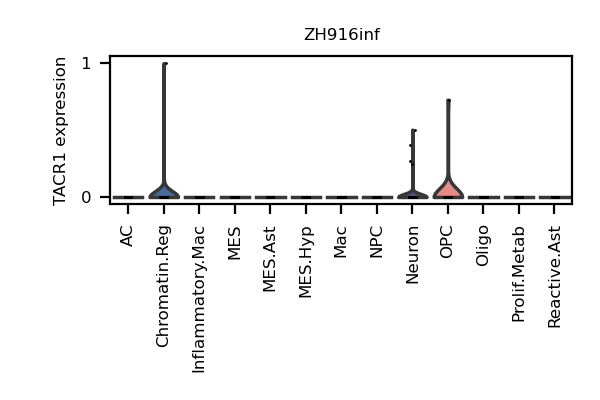 ZH916inf
TACR1 expression
1
0
AC
Chromatin.Reg
Inflammatory.Mac
MES
MES.Ast
MES.Hyp
Mac
NPC
Neuron
OPC
Oligo
Prolif.Metab
Reactive.Ast